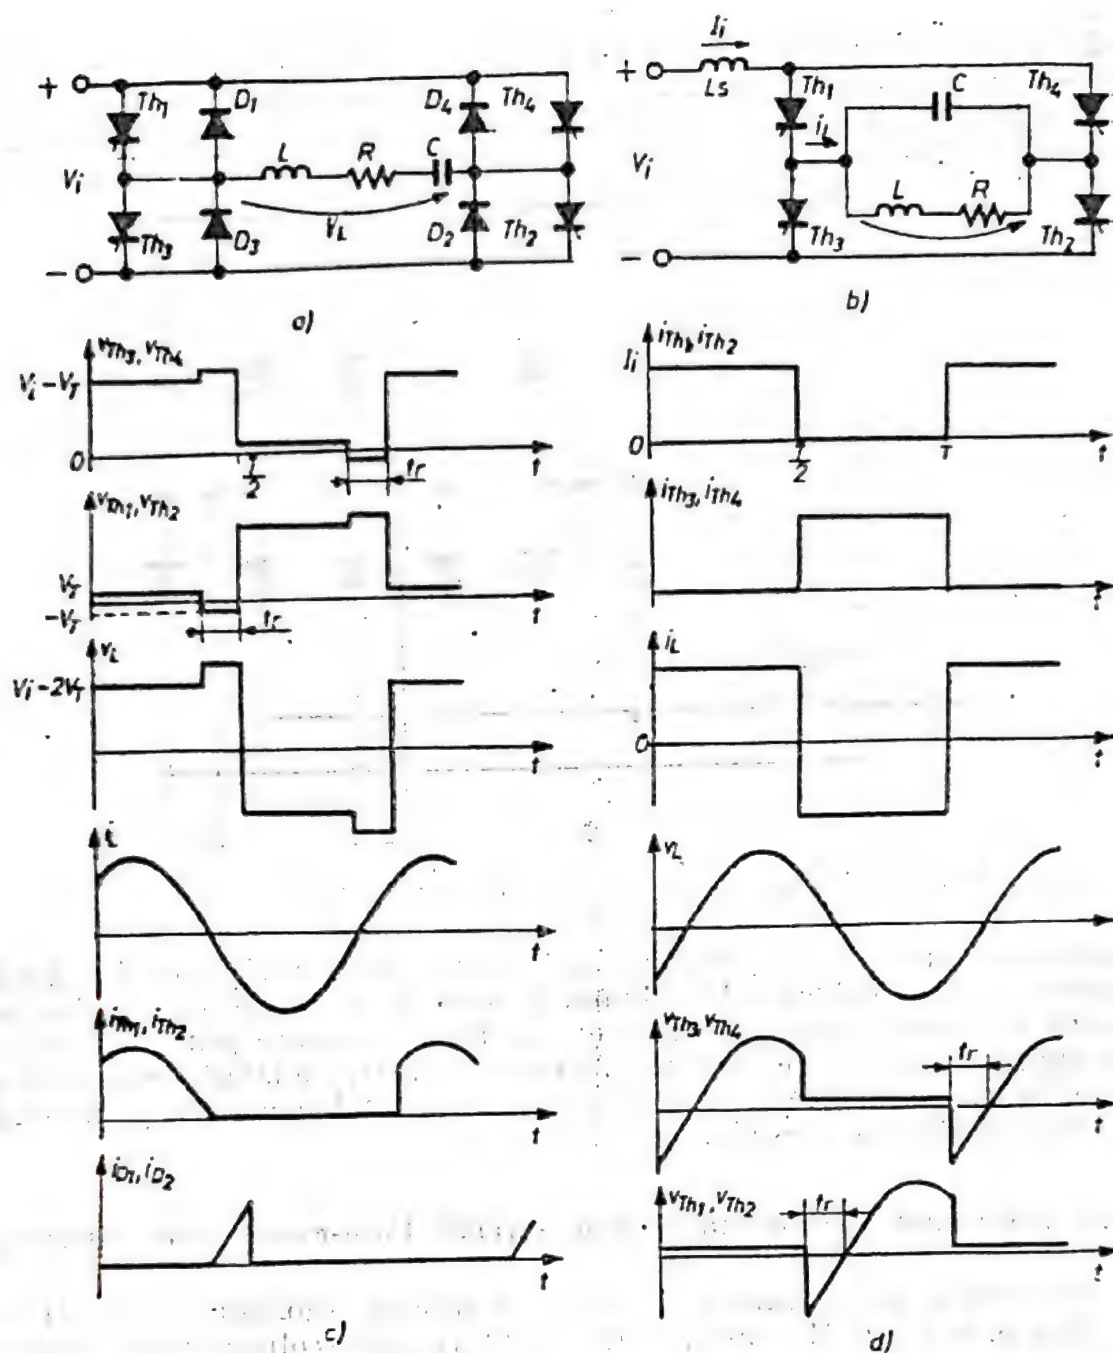 + Th1 D1 D4 Th4
L R C
Vi
VL
Th3 D3 D2 Th2
−
a)
Ii
+ Ls Th1 C Th4
iL
Vi
L R
Th3 Th2
−
b)
vTh3, vTh4
Vi − VT
0 T/2 tr t
vTh1, vTh2
VT
−VT
tr t
vL
Vi − 2VT
t
iL
t
iTh1, iTh2
t
iD1, iD2
t
c)
iTh1, iTh2
Ii
0 T/2 T t
iTh3, iTh4
t
iL
0
t
vL
t
vTh3, vTh4
tr
t
vTh1, vTh2
tr
t
d)